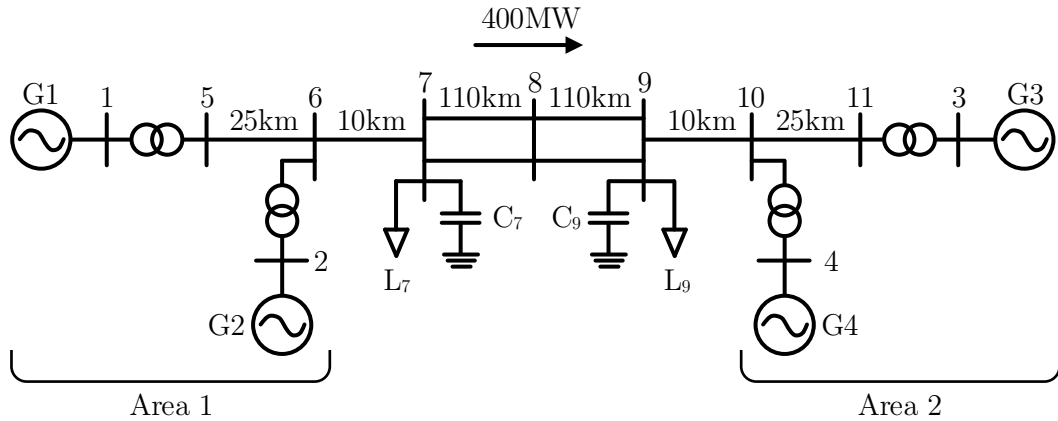 400MW
G1 1 5 6 7 8 9 10 11 3 G3
25km 10km 110km 110km 10km 25km
C₇ C₉
L₇ L₉
2 4
G2 G4
Area 1 Area 2